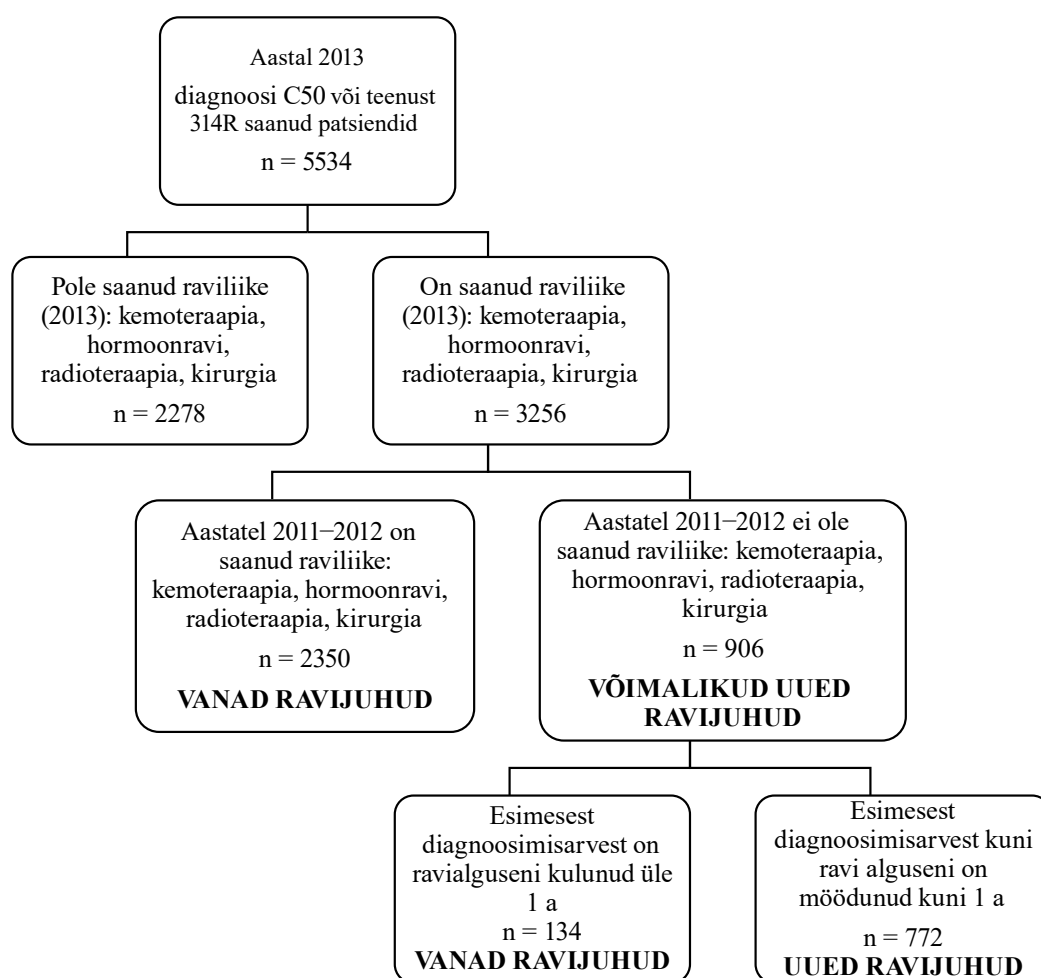 Aastal 2013
diagnoosi C50 või teenust
314R saanud patsiendid
n = 5534
Pole saanud raviliike
(2013): kemoteraapia,
hormoonravi,
radioteraapia, kirurgia
n = 2278
On saanud raviliike
(2013): kemoteraapia,
hormoonravi,
radioteraapia, kirurgia
n = 3256
Aastatel 2011−2012 on
saanud raviliike:
kemoteraapia, hormoonravi,
radioteraapia, kirurgia
n = 2350
VANAD RAVIJUHUD
Aastatel 2011−2012 ei ole
saanud raviliike: kemoteraapia,
hormoonravi, radioteraapia,
kirurgia
n = 906
VÕIMALIKUD UUED
RAVIJUHUD
Esimesest
diagnoosimisarvest on
ravialguseni kulunud üle
1 a
n = 134
VANAD RAVIJUHUD
Esimesest
diagnoosimisarvest kuni
ravi alguseni on
möödunud kuni 1 a
n = 772
UUED RAVIJUHUD